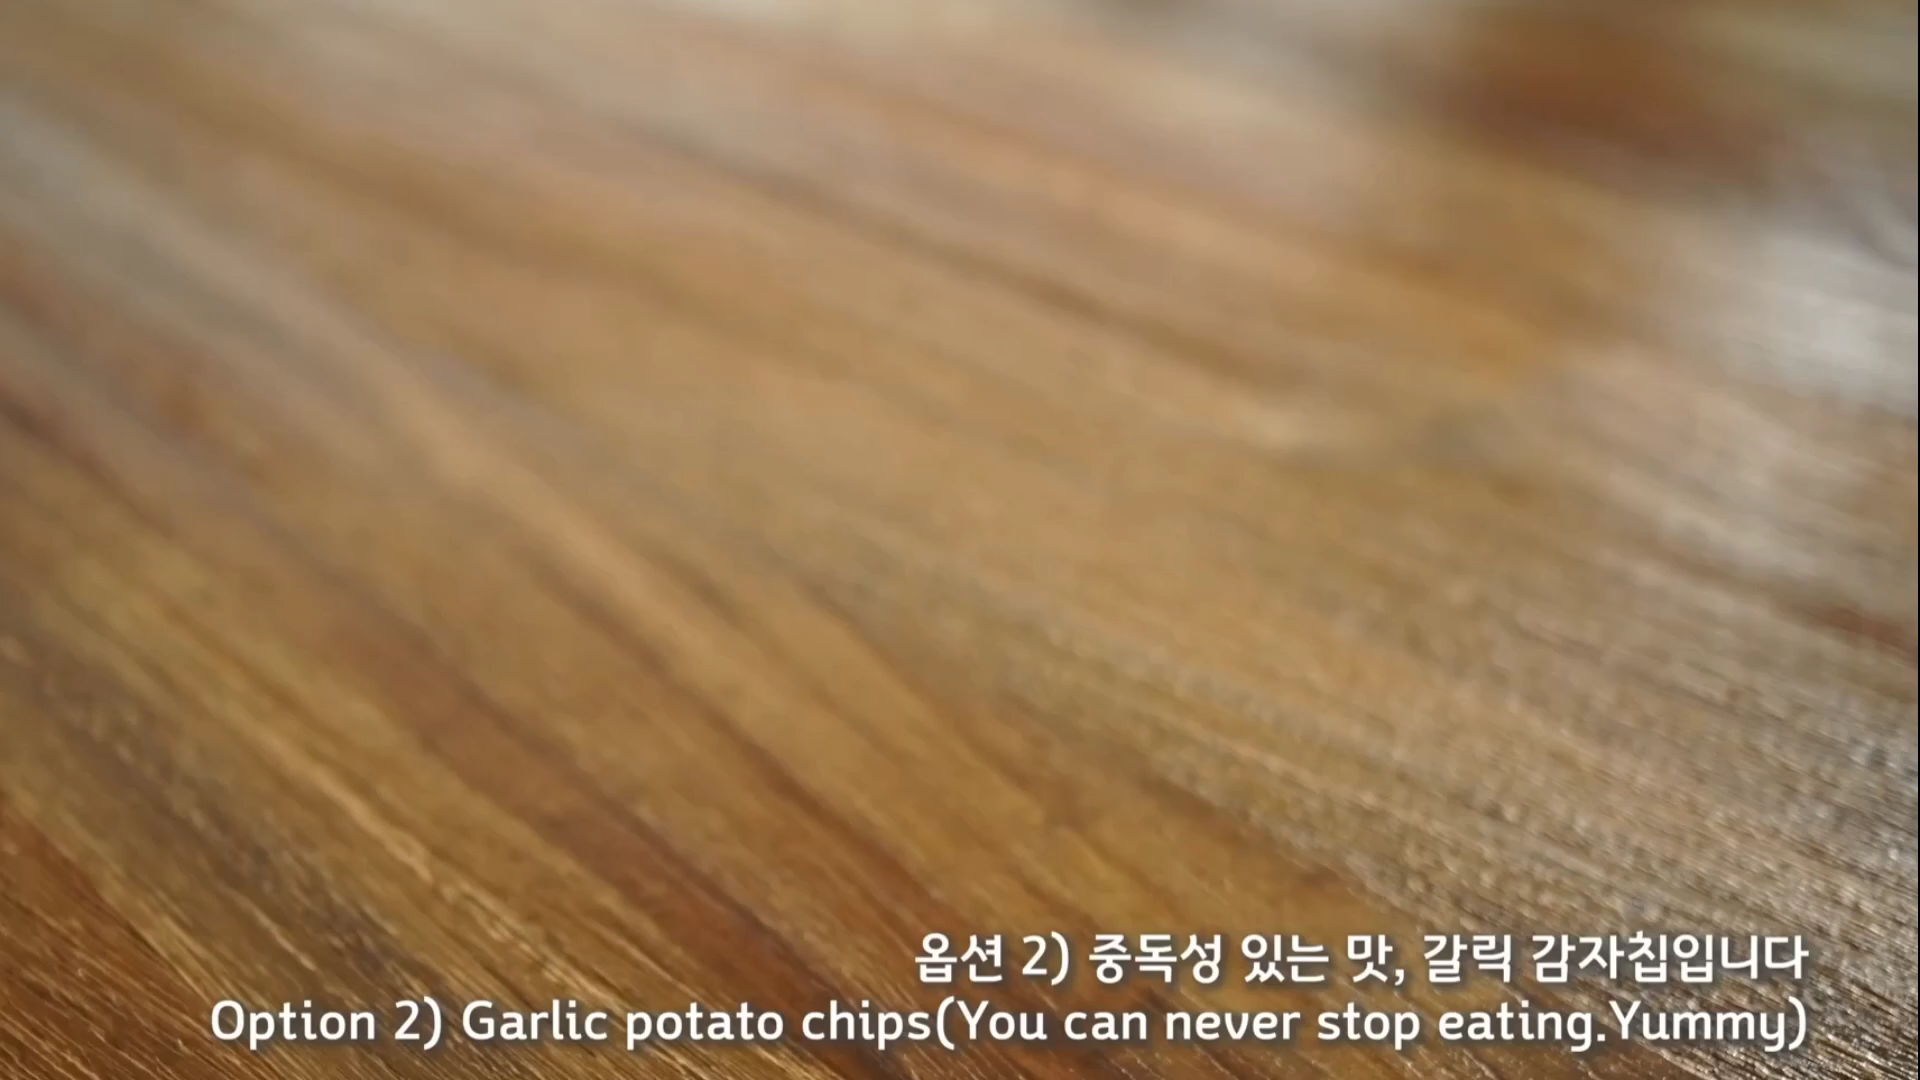 옵션 2) 중독성 있는 맛, 갈릭 감자칩입니다
Option 2) Garlic potato chips(You can never stop eating.Yummy)